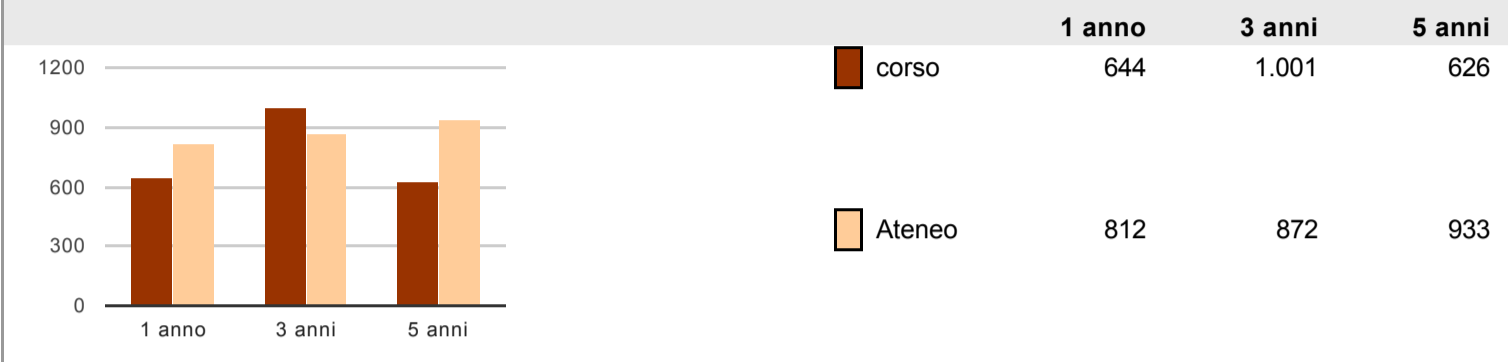 1 anno 3 anni 5 anni
corso 644 1.001 626
Ateneo 812 872 933
1200
900
600
300
0
1 anno 3 anni 5 anni